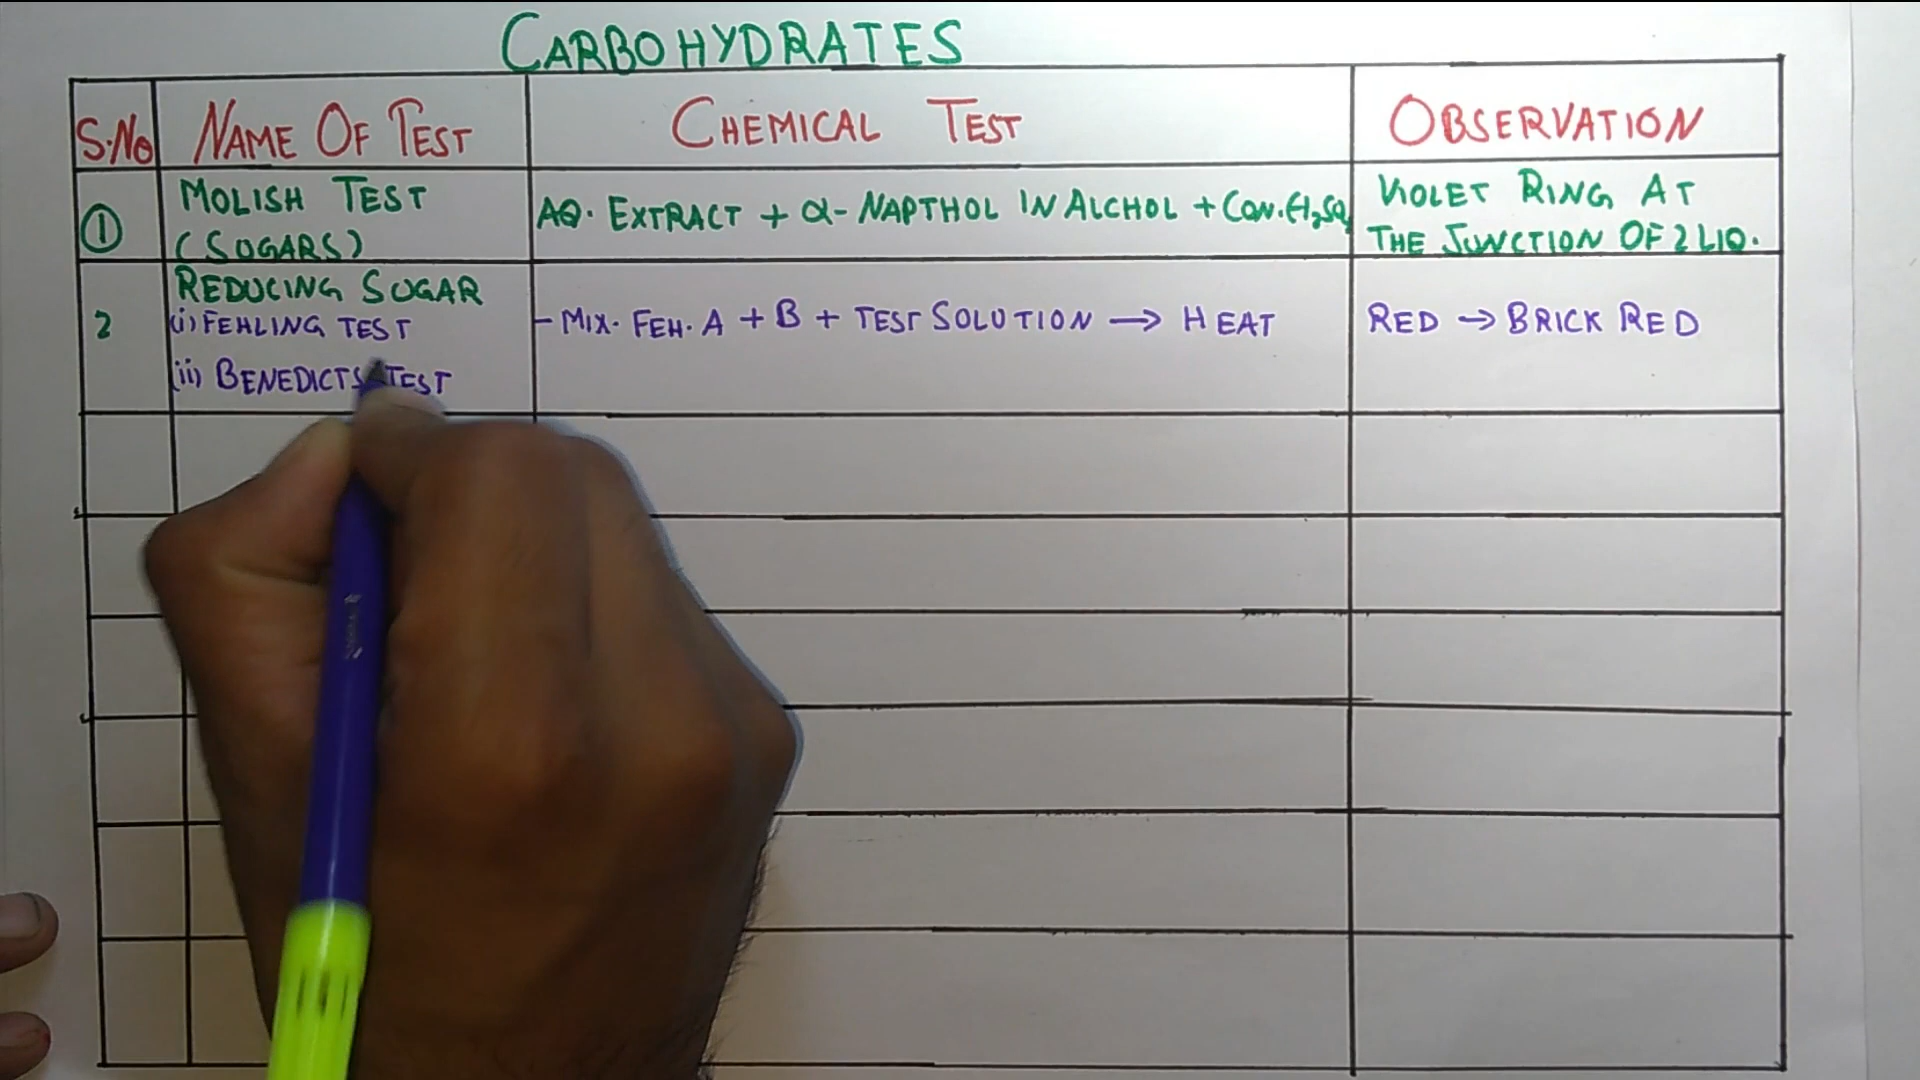 CARBOHYDRATES
S.No NAME OF TEST CHEMICAL TEST OBSERVATION
1 MOLISH TEST
(SUGARS)
AQ. EXTRACT + α-NAPTHOL IN ALCHOL + CON. H2SO4
VIOLET RING AT
THE JUNCTION OF 2 LIQ.
2 REDUCING SUGAR
(i) FEHLING TEST
(ii) BENEDICTS TEST
- MIX. FEH. A + B + TEST SOLUTION → HEAT
RED → BRICK RED